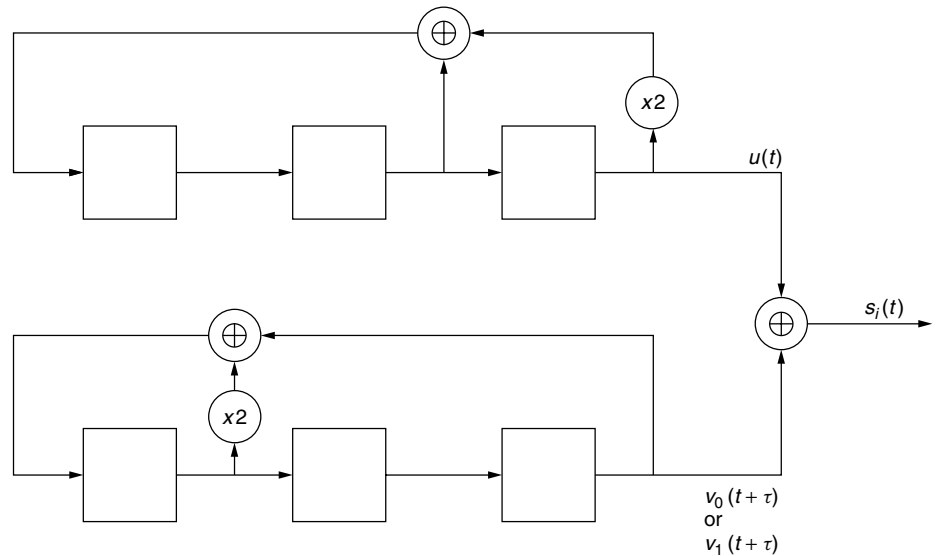 x2
u(t)
s_i(t)
x2
v_0 (t + τ)
or
v_1 (t + τ)